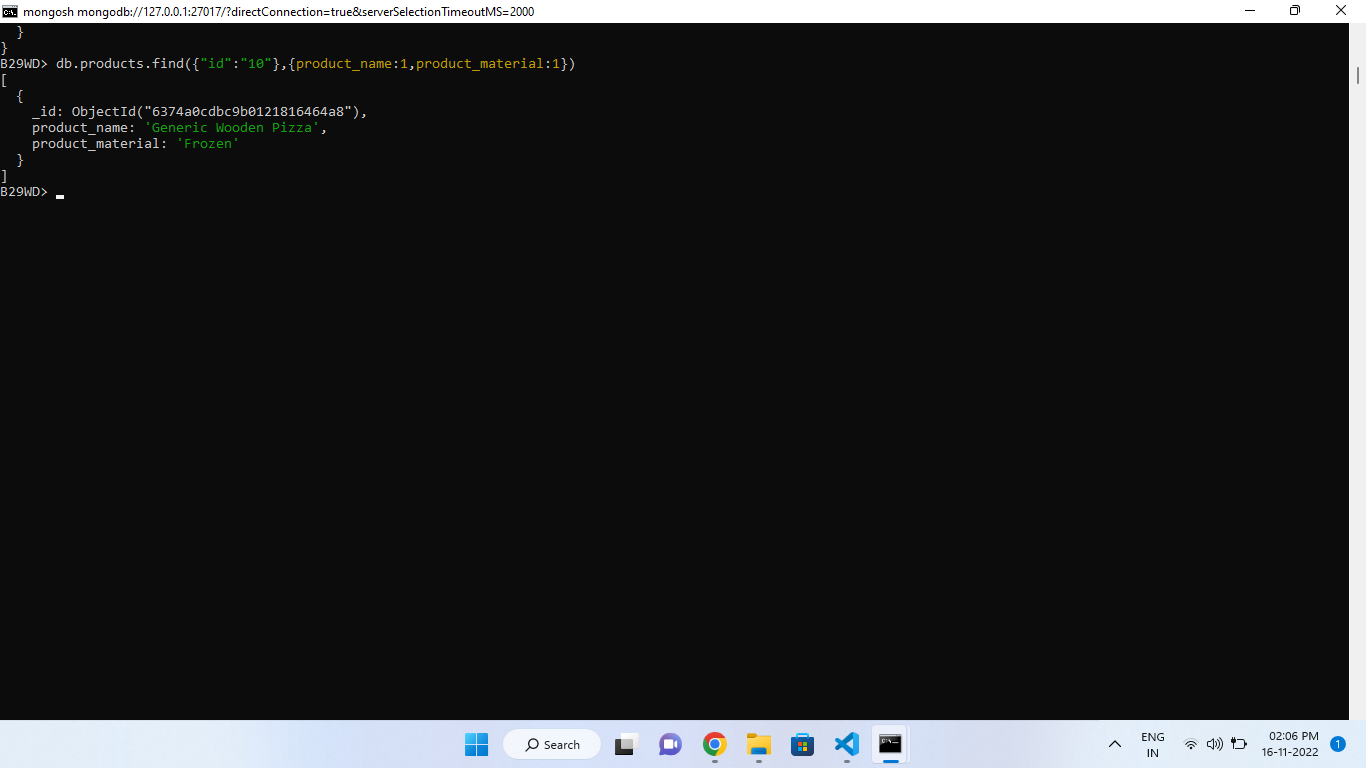 mongosh mongodb://127.0.0.1:27017/?directConnection=true&serverSelectionTimeoutMS=2000
  }
}
B29WD> db.products.find({"id":"10"},{product_name:1,product_material:1})
[
  {
    _id: ObjectId("6374a0cdbc9b0121816464a8"),
    product_name: 'Generic Wooden Pizza',
    product_material: 'Frozen'
  }
]
B29WD>
Search
ENG
IN
02:06 PM
16-11-2022
1